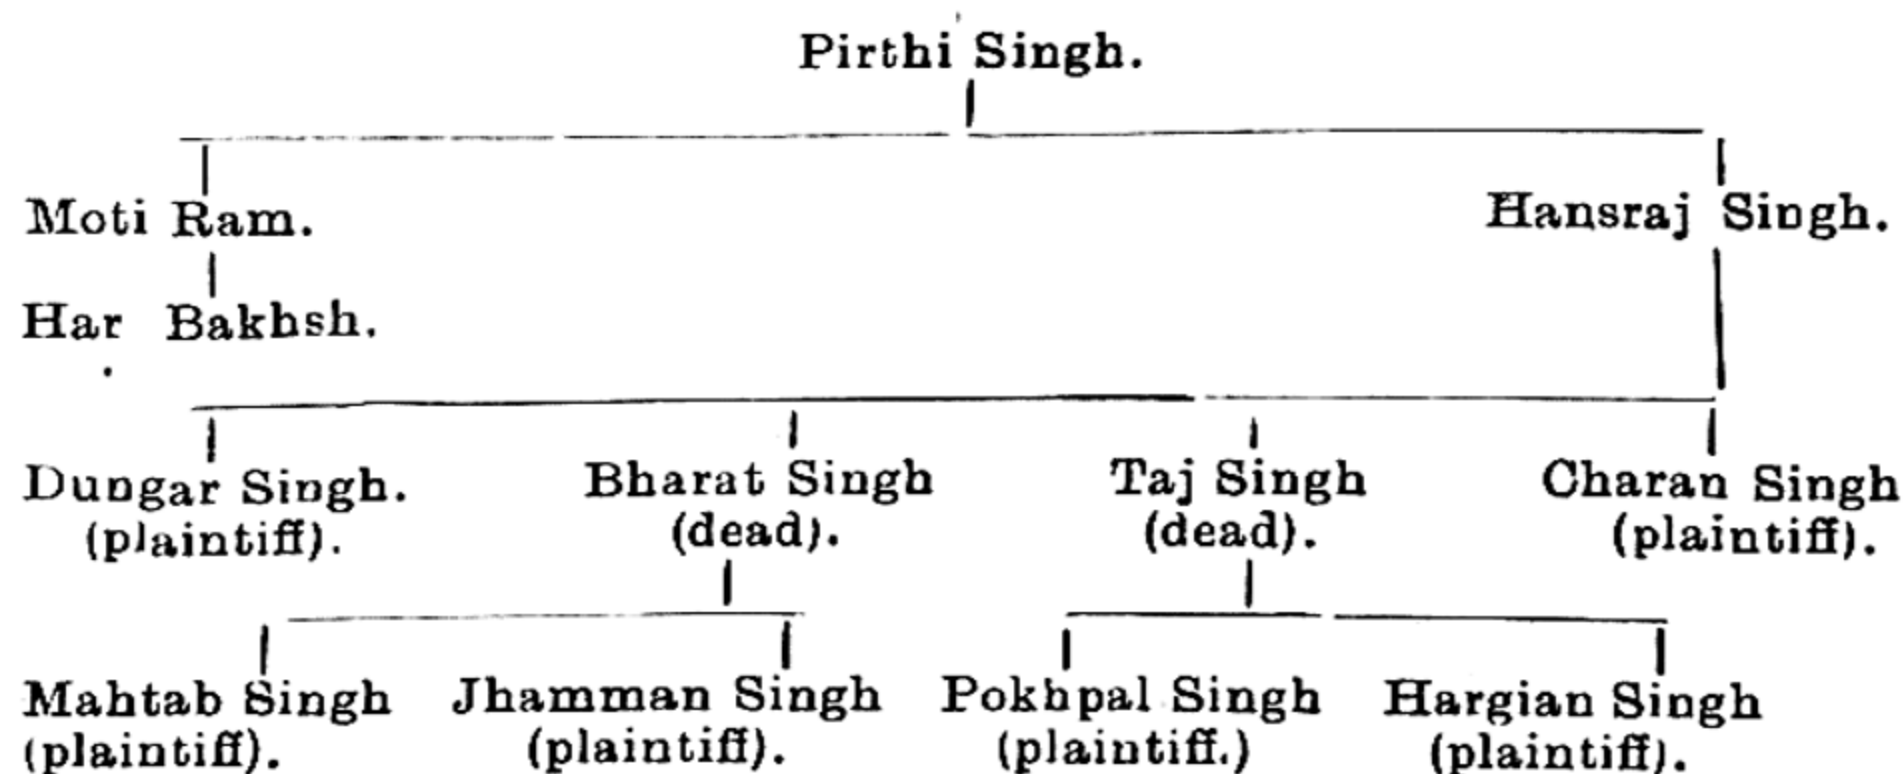 Pirthi Singh.
Moti Ram. Hansraj Singh.
Har Bakhsh.
Dungar Singh. Bharat Singh Taj Singh Charan Singh
(plaintiff). (dead). (dead). (plaintiff).
Mahtab Singh Jhamman Singh Pokhpal Singh Hargian Singh
(plaintiff). (plaintiff). (plaintiff.) (plaintiff).